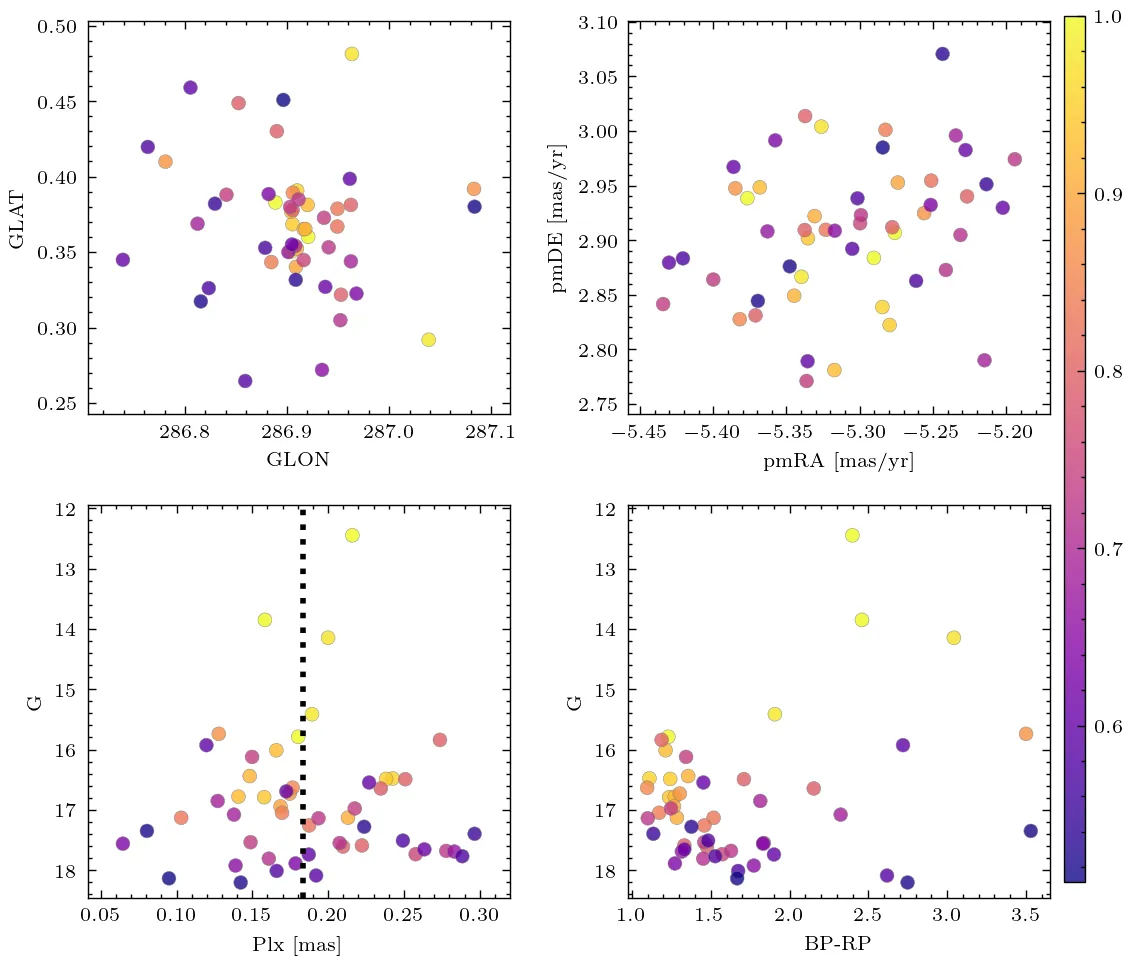 0.50
0.45
0.40
0.35
0.30
0.25
GLAT
286.8 286.9 287.0 287.1
GLON
3.10
3.05
3.00
2.95
2.90
2.85
2.80
2.75
pmDE [mas/yr]
−5.45 −5.40 −5.35 −5.30 −5.25 −5.20
pmRA [mas/yr]
12
13
14
15
16
17
18
G
0.05 0.10 0.15 0.20 0.25 0.30
Plx [mas]
12
13
14
15
16
17
18
G
1.0 1.5 2.0 2.5 3.0 3.5
BP-RP
1.0
0.9
0.8
0.7
0.6